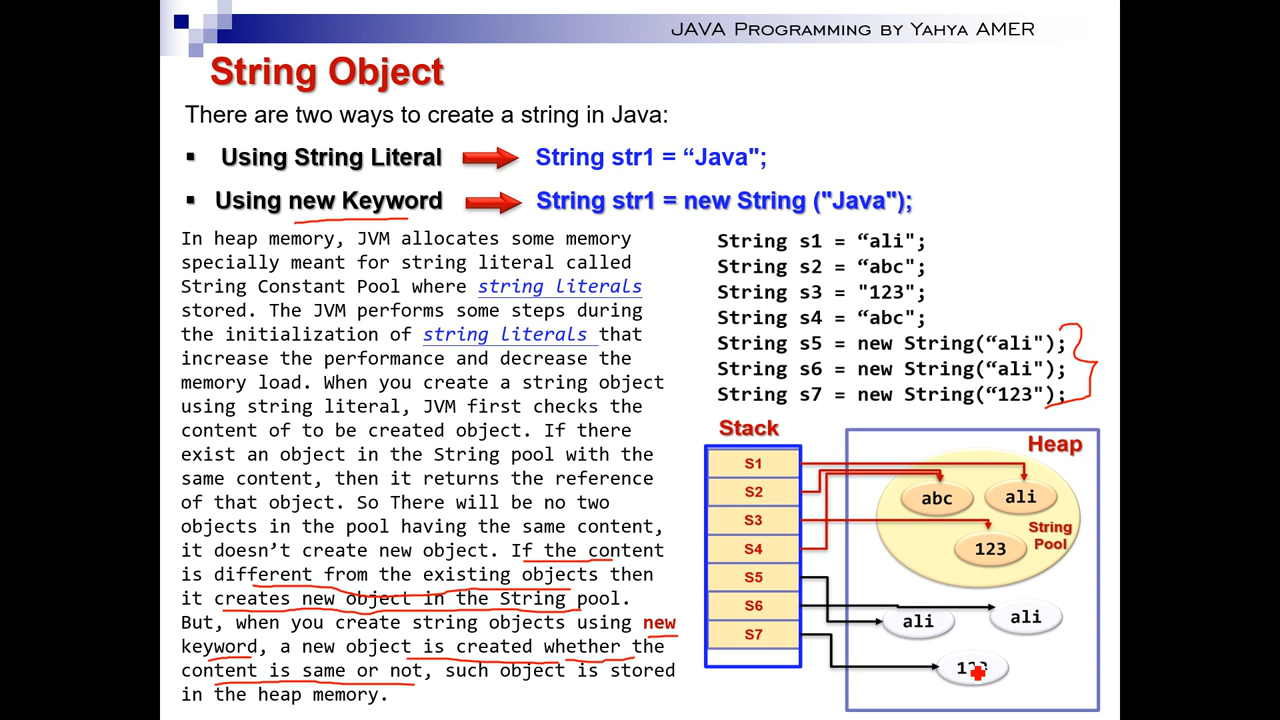 JAVA PROGRAMMING BY YAHYA AMER
String Object
There are two ways to create a string in Java:
▪ Using String Literal String str1 = “Java";
▪ Using new Keyword String str1 = new String ("Java");
In heap memory, JVM allocates some memory
specially meant for string literal called
String Constant Pool where string literals
stored. The JVM performs some steps during
the initialization of string literals that
increase the performance and decrease the
memory load. When you create a string object
using string literal, JVM first checks the
content of to be created object. If there
exist an object in the String pool with the
same content, then it returns the reference
of that object. So There will be no two
objects in the pool having the same content,
it doesn’t create new object. If the content
is different from the existing objects then
it creates new object in the String pool.
But, when you create string objects using new
keyword, a new object is created whether the
content is same or not, such object is stored
in the heap memory.
String s1 = “ali";
String s2 = “abc";
String s3 = "123";
String s4 = “abc";
String s5 = new String(“ali");
String s6 = new String(“ali");
String s7 = new String(“123");
Stack
S1
S2
S3
S4
S5
S6
S7
Heap
abc
ali
123
String
Pool
ali
ali
123